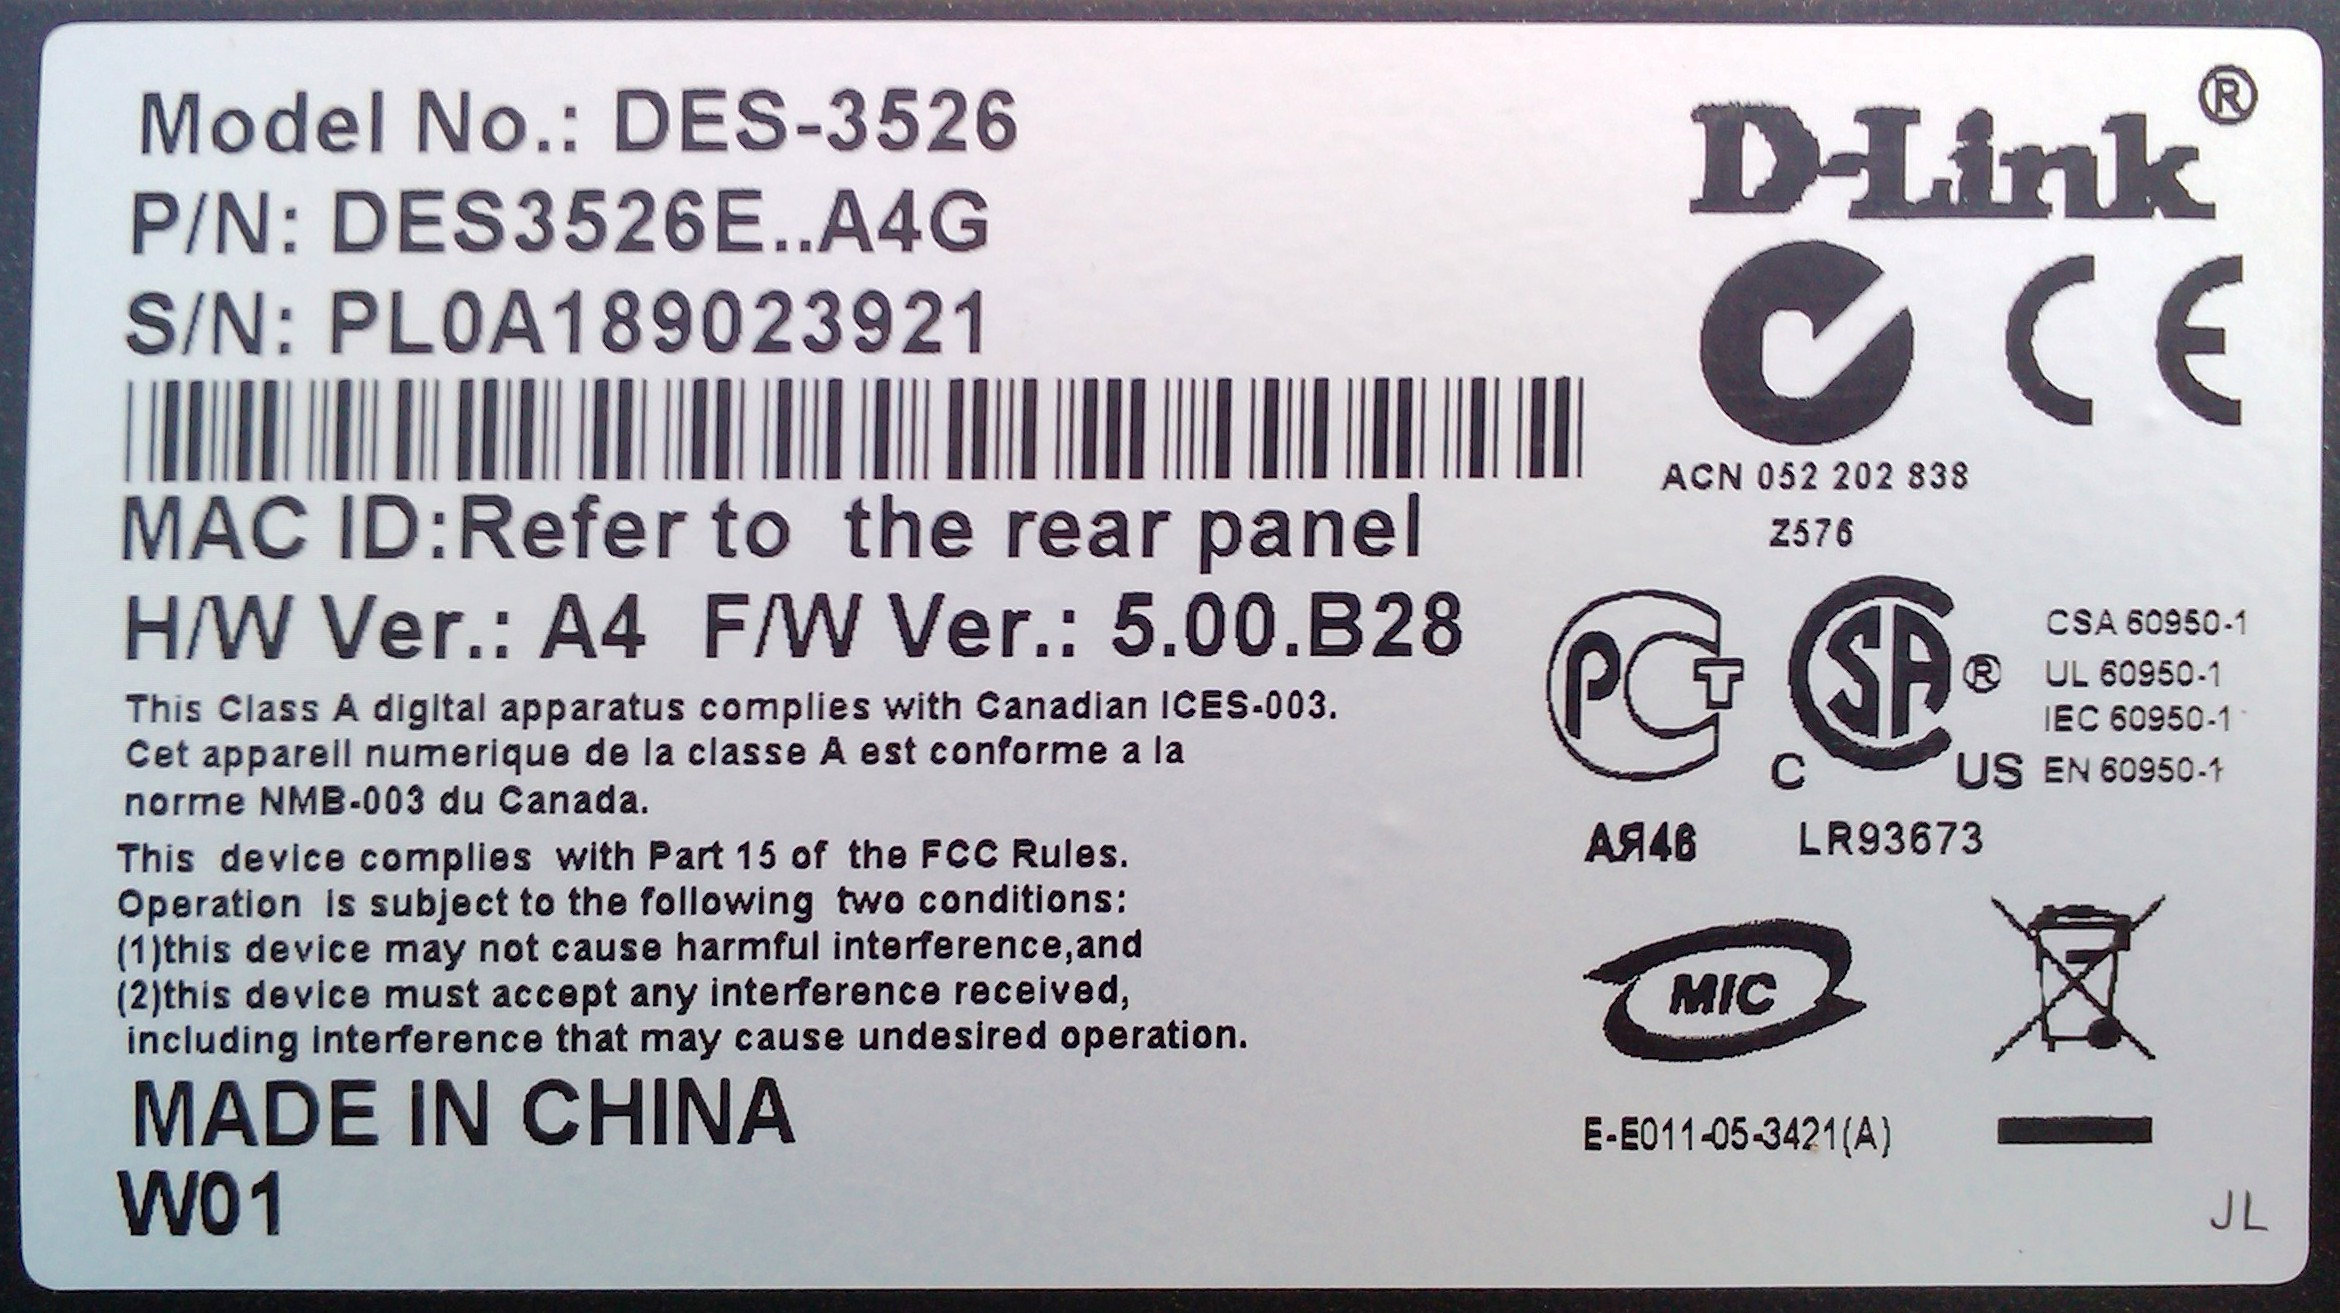 Model No.: DES-3526
P/N: DES3526E..A4G
S/N: PL0A189023921
MAC ID:Refer to the rear panel
H/W Ver.: A4 F/W Ver.: 5.00.B28
This Class A digital apparatus complies with Canadian ICES-003.
Cet appareil numerique de la classe A est conforme a la
norme NMB-003 du Canada.
This device complies with Part 15 of the FCC Rules.
Operation is subject to the following two conditions:
(1)this device may not cause harmful interference,and
(2)this device must accept any interference received,
including interference that may cause undesired operation.
MADE IN CHINA
W01
D-Link®
CE
ACN 052 202 838
Z576
PCT
CSA®
C US
CSA 60950-1
UL 60950-1
IEC 60950-1
EN 60950-1
АЯ46
LR93673
MIC
E-E011-05-3421(A)
JL